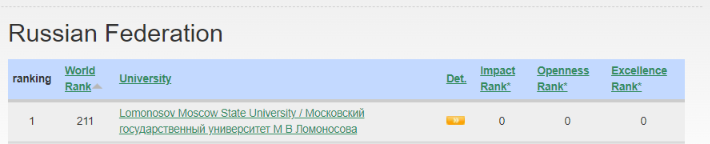 Russian Federation
ranking World Rank University Det. Impact Rank* Openness Rank* Excellence Rank*
1 211 Lomonosov Moscow State University / Московский
государственный университет М В Ломоносова 0 0 0